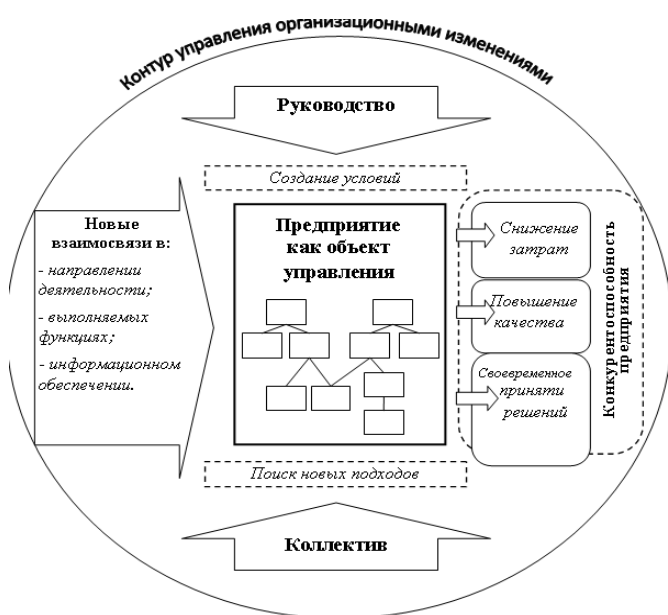 Контур управления организационными изменениями
Руководство
Создание условий
Новые
взаимосвязи в:
- направлении
деятельности;
- выполняемых
функциях;
- информационном
обеспечении.
Предприятие
как объект
управления
Снижение
затрат
Повышение
качества
Своевременное
приняти
решений
Конкурентоспособность
предприятия
Поиск новых подходов
Коллектив